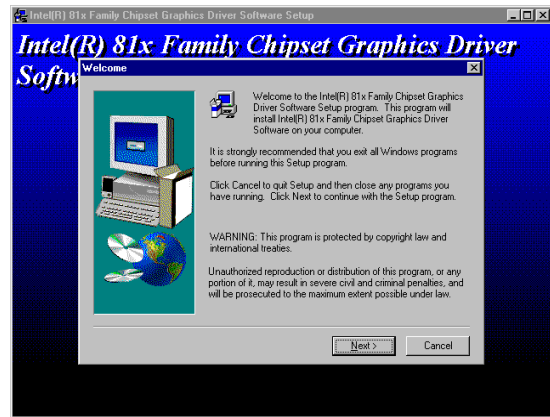 Intel(R) 81x Family Chipset Graphics Driver Software Setup
Intel(R) 81x Family Chipset Graphics Driver
Softw
Welcome
Welcome to the Intel(R) 81x Family Chipset Graphics
Driver Software Setup program. This program will
install Intel(R) 81x Family Chipset Graphics Driver
Software on your computer.
It is strongly recommended that you exit all Windows programs
before running this Setup program.
Click Cancel to quit Setup and then close any programs you
have running. Click Next to continue with the Setup program.
WARNING: This program is protected by copyright law and
international treaties.
Unauthorized reproduction or distribution of this program, or any
portion of it, may result in severe civil and criminal penalties, and
will be prosecuted to the maximum extent possible under law.
Next > Cancel